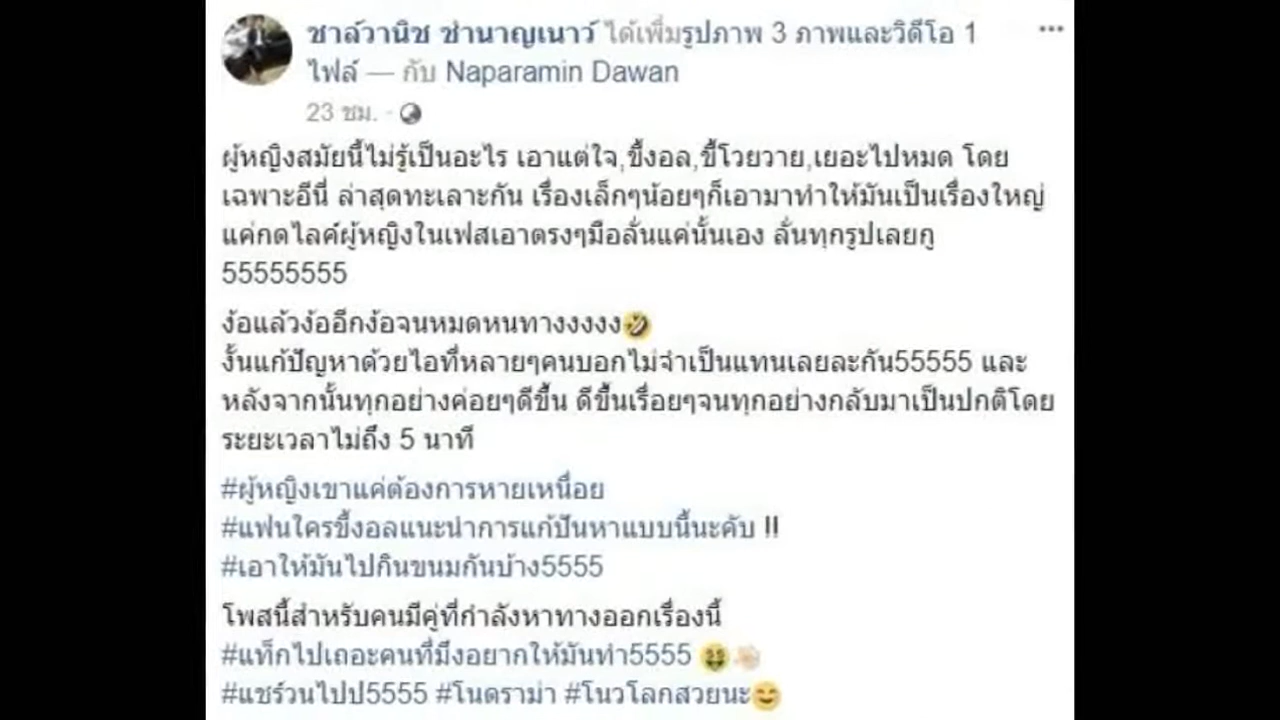 ชาล์วานิช ชำนาญเนาว์ ได้เพิ่มรูปภาพ 3 ภาพและวิดีโอ 1
ไฟล์ — กับ Naparamin Dawan
23 ชม. ·
ผู้หญิงสมัยนี้ไม่รู้เป็นอะไร เอาแต่ใจ,ขี้งอล,ขี้โวยวาย,เยอะไปหมด โดย
เฉพาะอีนี่ ล่าสุดทะเลาะกัน เรื่องเล็กๆน้อยๆก็เอามาทำให้มันเป็นเรื่องใหญ่
แค่กดไลค์ผู้หญิงในเฟสเอาตรงๆมือลั่นแค่นั้นเอง ลั่นทุกรูปเลยกู
55555555
ง้อแล้วง้ออีกง้อจนหมดหนทางงงงง🤣
งั้นแก้ปัญหาด้วยไอที่หลายๆคนบอกไม่จำเป็นแทนเลยละกัน55555 และ
หลังจากนั้นทุกอย่างค่อยๆดีขึ้น ดีขึ้นเรื่อยๆจนทุกอย่างกลับมาเป็นปกติโดย
ระยะเวลาไม่ถึง 5 นาที
#ผู้หญิงเขาแค่ต้องการหายเหนื่อย
#แฟนใครขี้งอลแนะนำการแก้ปันหาแบบนี้นะคับ !!
#เอาให้มันไปกินขนมกันบ้าง5555
โพสนี้สำหรับคนมีคู่ที่กำลังหาทางออกเรื่องนี้
#แท็กไปเถอะคนที่มึงอยากให้มันทำ5555 🤑👏🏻
#แชร์วนไปป5555 #โนดราม่า #โนวโลกสวยนะ😄